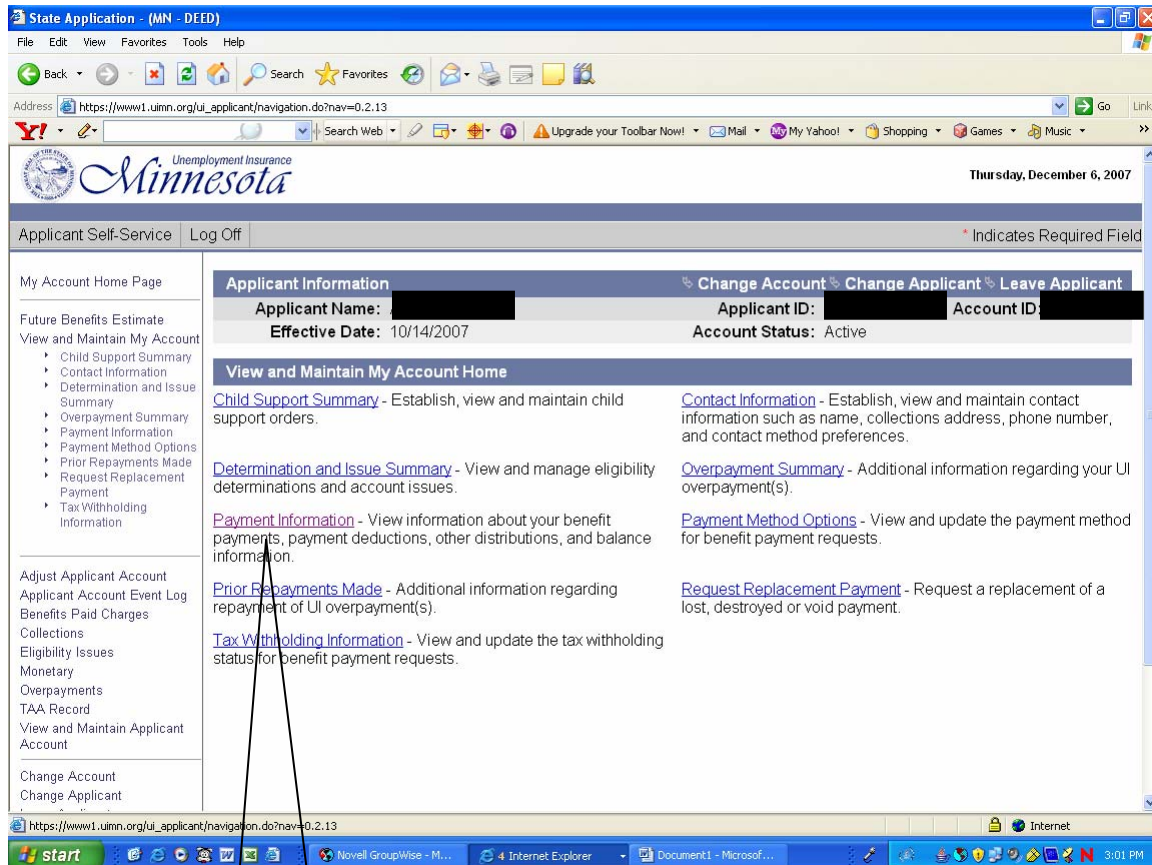 State Application - (MN - DEED)
File Edit View Favorites Tools Help
Back Search Favorites
Address https://www1.uimn.org/ui_applicant/navigation.do?nav=0.2.13 Go Link
Y! Search Web Upgrade your Toolbar Now! Mail My Yahoo! Shopping Games Music »
Unemployment Insurance
Minnesota
Thursday, December 6, 2007
Applicant Self-Service Log Off * Indicates Required Field
My Account Home Page
Future Benefits Estimate
View and Maintain My Account
Child Support Summary
Contact Information
Determination and Issue
Summary
Overpayment Summary
Payment Information
Payment Method Options
Prior Repayments Made
Request Replacement
Payment
Tax Withholding
Information
Adjust Applicant Account
Applicant Account Event Log
Benefits Paid Charges
Collections
Eligibility Issues
Monetary
Overpayments
TAA Record
View and Maintain Applicant
Account
Change Account
Change Applicant
Applicant Information Change Account Change Applicant Leave Applicant
Applicant Name: Applicant ID: Account ID:
Effective Date: 10/14/2007 Account Status: Active
View and Maintain My Account Home
Child Support Summary - Establish, view and maintain child
support orders.
Contact Information - Establish, view and maintain contact
information such as name, collections address, phone number,
and contact method preferences.
Determination and Issue Summary - View and manage eligibility
determinations and account issues.
Overpayment Summary - Additional information regarding your UI
overpayment(s).
Payment Information - View information about your benefit
payments, payment deductions, other distributions, and balance
information.
Payment Method Options - View and update the payment method
for benefit payment requests.
Prior Repayments Made - Additional information regarding
repayment of UI overpayment(s).
Request Replacement Payment - Request a replacement of a
lost, destroyed or void payment.
Tax Withholding Information - View and update the tax withholding
status for benefit payment requests.
https://www1.uimn.org/ui_applicant/navigation.do?nav=0.2.13 Internet
start Novell GroupWise - M... 4 Internet Explorer Document1 - Microsof... 3:01 PM